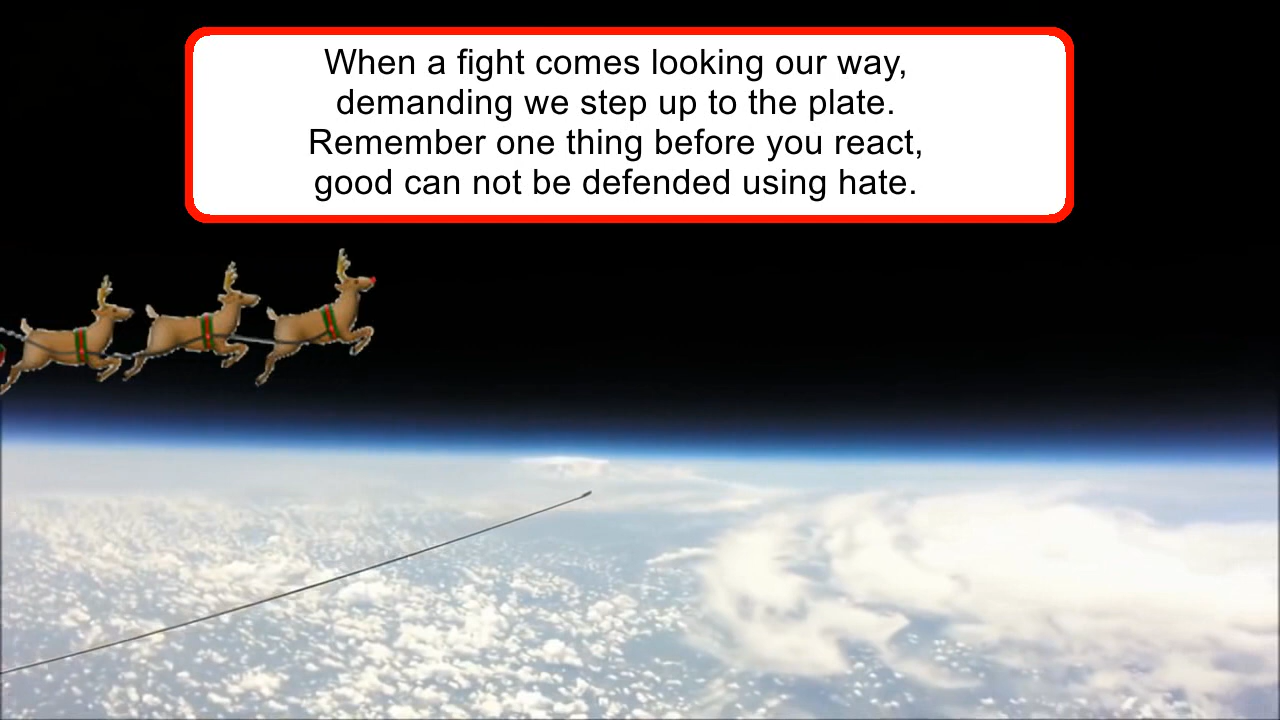 When a fight comes looking our way,
demanding we step up to the plate.
Remember one thing before you react,
good can not be defended using hate.